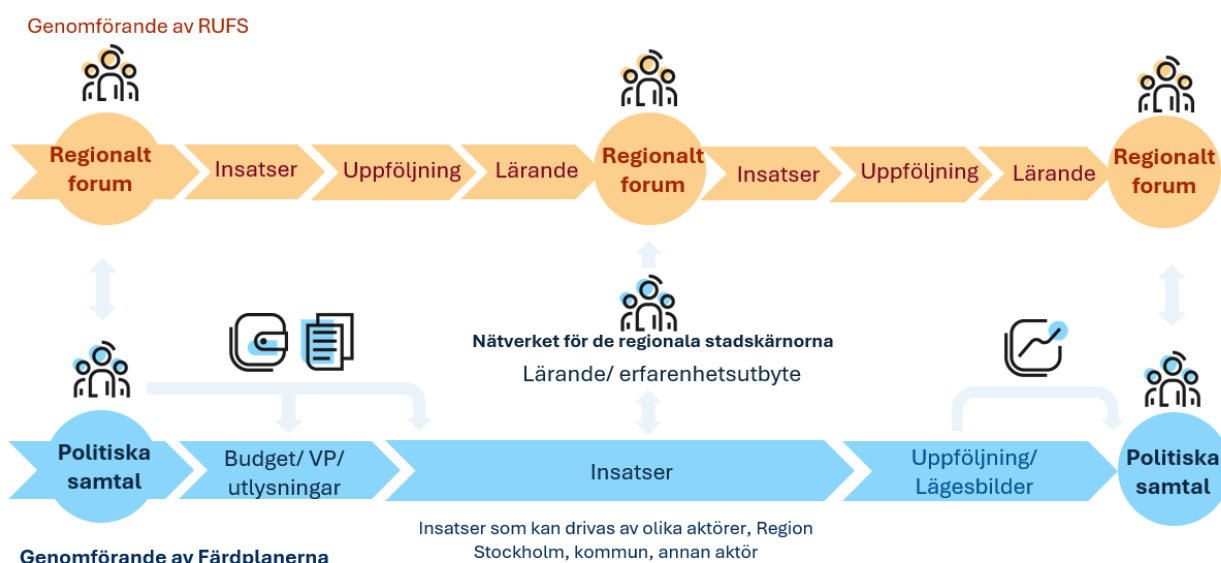 Genomförande av RUFS
Regionalt
forum
Insatser
Uppföljning
Lärande
Regionalt
forum
Insatser
Uppföljning
Lärande
Regionalt
forum
Nätverket för de regionala stadskärnorna
Lärande/ erfarenhetsutbyte
Politiska
samtal
Budget/ VP/
utlysningar
Insatser
Uppföljning/
Lägesbilder
Politiska
samtal
Insatser som kan drivas av olika aktörer, Region
Stockholm, kommun, annan aktör
Genomförande av Färdplanerna